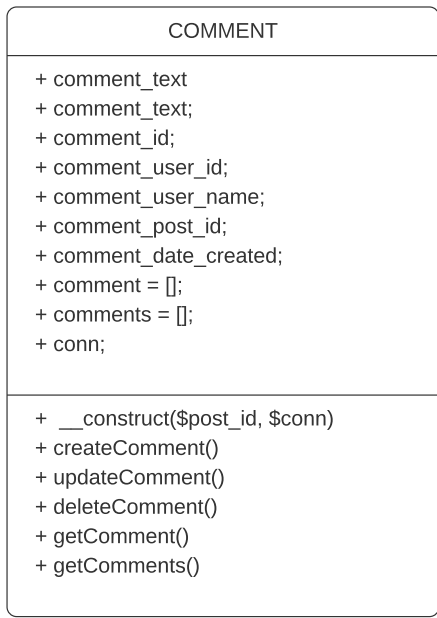 COMMENT
+ comment_text
+ comment_text;
+ comment_id;
+ comment_user_id;
+ comment_user_name;
+ comment_post_id;
+ comment_date_created;
+ comment = [];
+ comments = [];
+ conn;
+ __construct($post_id, $conn)
+ createComment()
+ updateComment()
+ deleteComment()
+ getComment()
+ getComments()